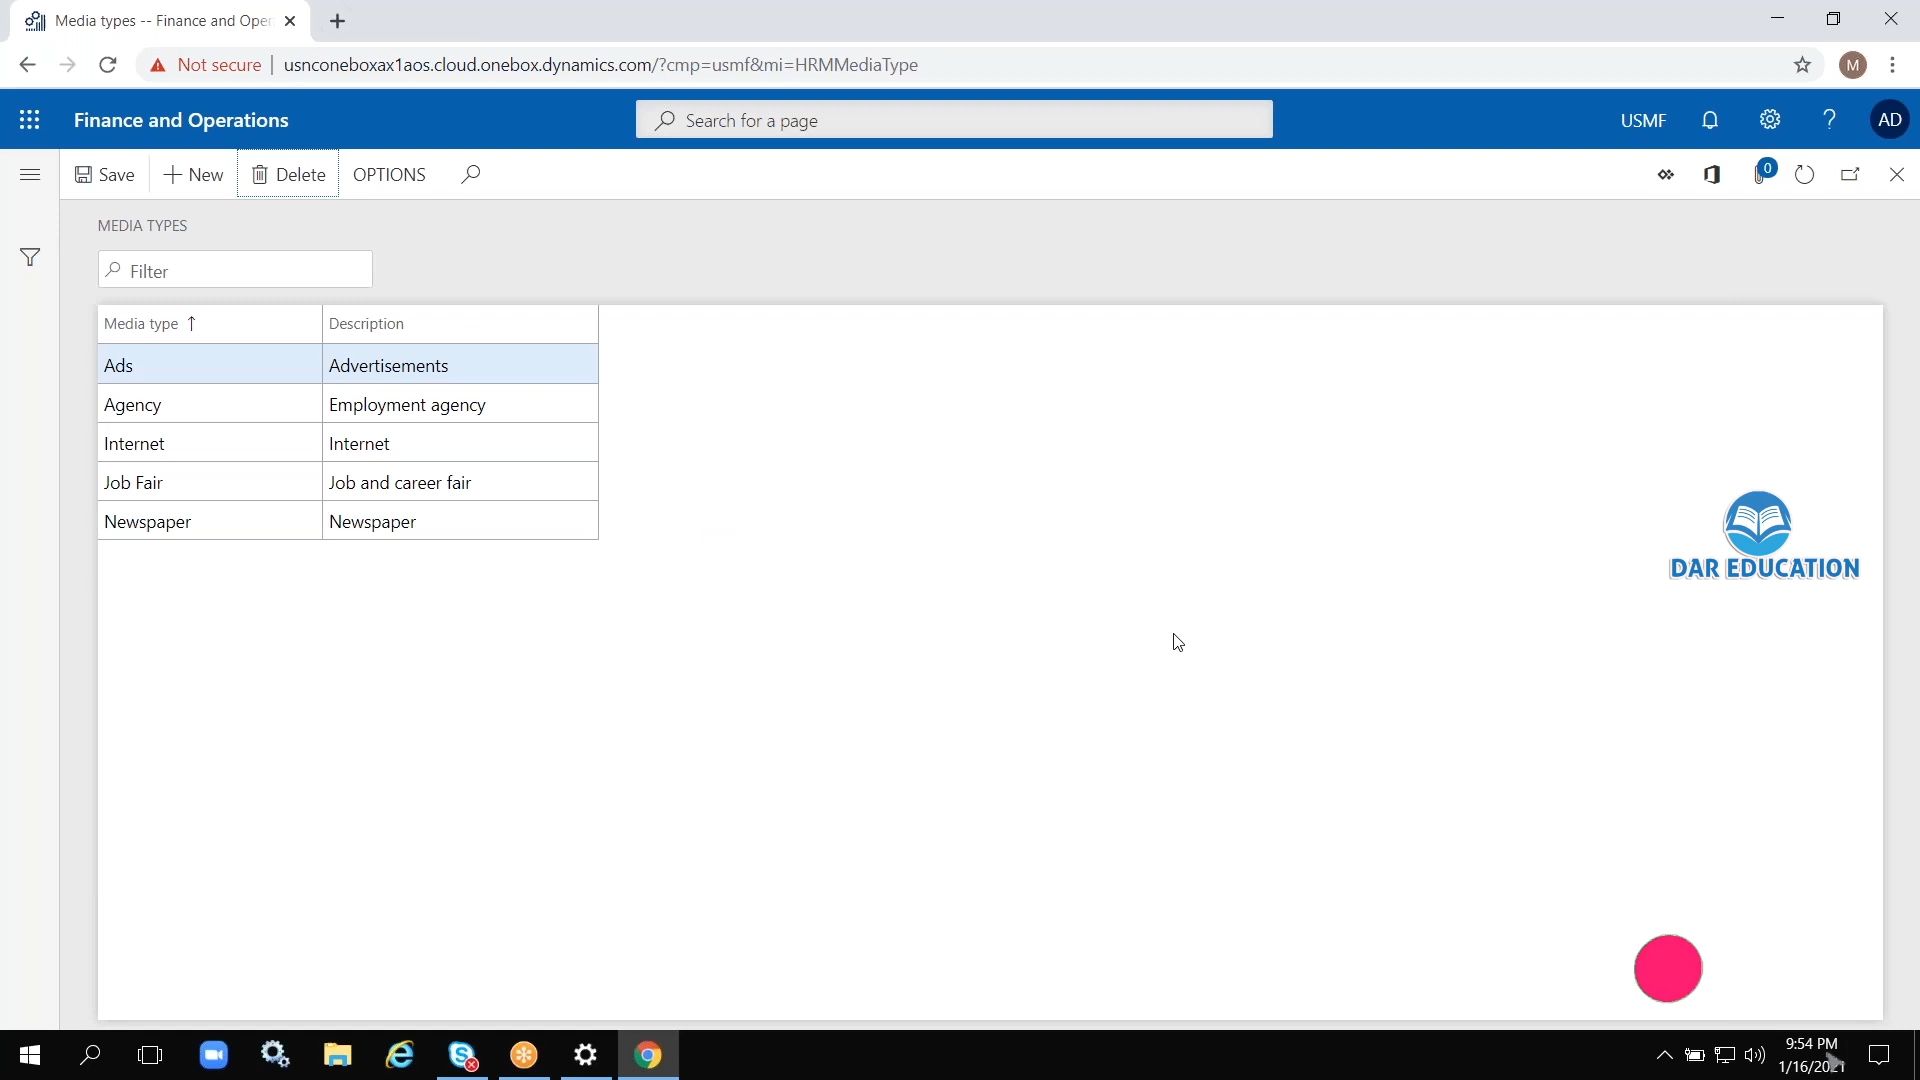 Media types -- Finance and Oper
Not secure
usnconeboxax1aos.cloud.onebox.dynamics.com/?cmp=usmf&mi=HRMMediaType
M
Finance and Operations
Search for a page
USMF
?
AD
Save
New
Delete
OPTIONS
0
MEDIA TYPES
Filter
Media type
Description
Ads
Advertisements
Agency
Employment agency
Internet
Internet
Job Fair
Job and career fair
Newspaper
Newspaper
DAR EDUCATION
9:54 PM
1/16/2021